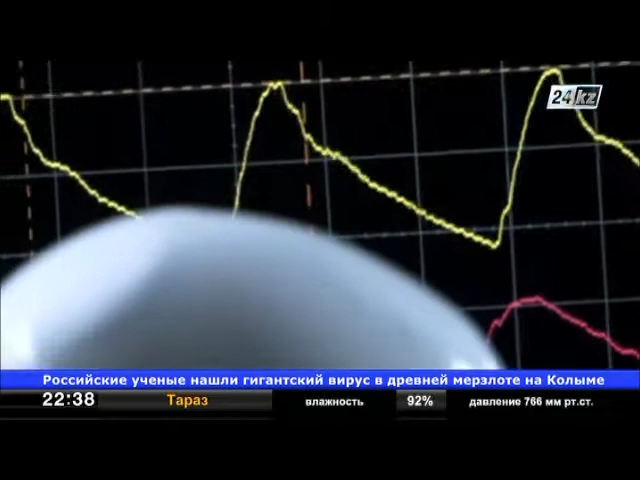 24kz
Российские ученые нашли гигантский вирус в древней мерзлоте на Колыме
22:38 Тараз влажность 92% давление 766 мм рт.ст.